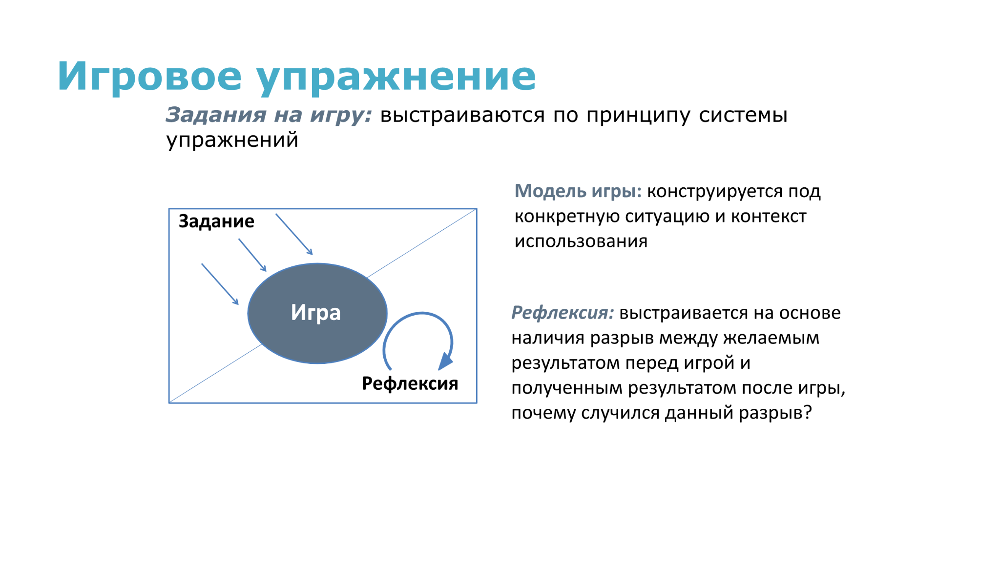 Игровое упражнение
Задания на игру: выстраиваются по принципу системы
упражнений
Задание
Игра
Рефлексия
Модель игры: конструируется под
конкретную ситуацию и контекст
использования
Рефлексия: выстраивается на основе
наличия разрыв между желаемым
результатом перед игрой и
полученным результатом после игры,
почему случился данный разрыв?